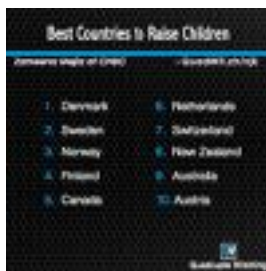 Best Countries to Raise Children
1. Denmark
2. Sweden
3. Norway
4. Finland
5. Canada
6. Netherlands
7. Switzerland
8. New Zealand
9. Australia
10. Austria